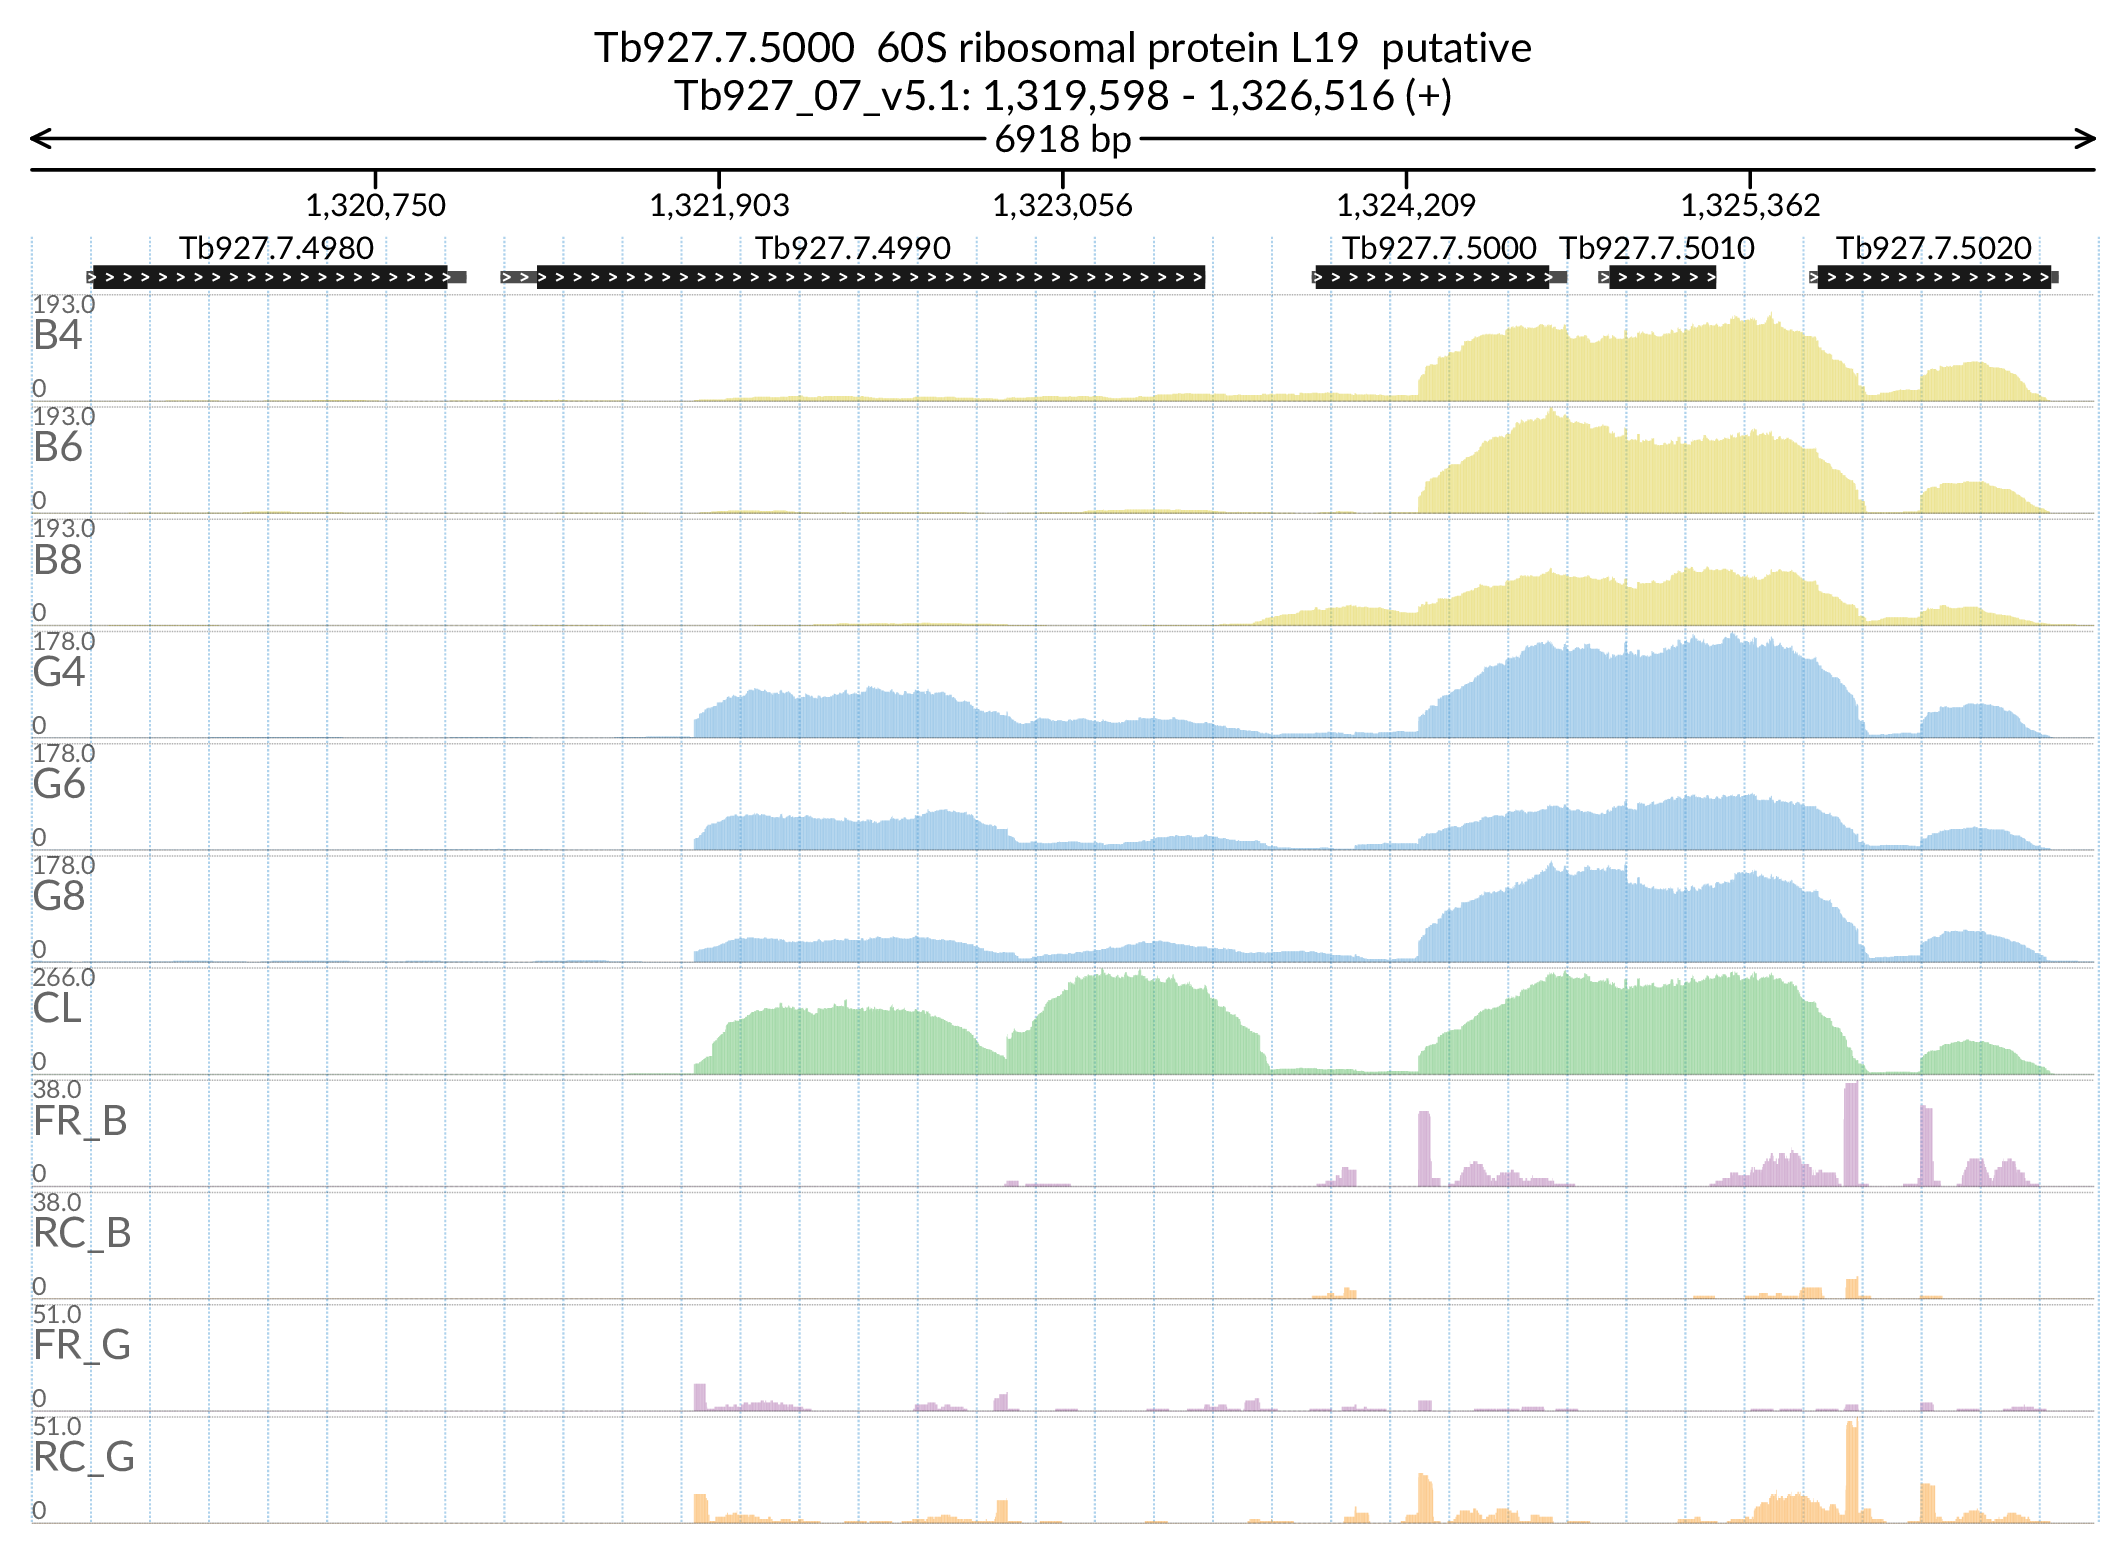 Tb927.7.5000 60S ribosomal protein L19 putative
Tb927_07_v5.1: 1,319,598 - 1,326,516 (+)
6918 bp
1,320,750 1,321,903 1,323,056 1,324,209 1,325,362
Tb927.7.4980 Tb927.7.4990 Tb927.7.5000 Tb927.7.5010 Tb927.7.5020
193.0
B4
0
193.0
B6
0
193.0
B8
0
178.0
G4
0
178.0
G6
0
178.0
G8
0
266.0
CL
0
38.0
FR_B
0
38.0
RC_B
0
51.0
FR_G
0
51.0
RC_G
0